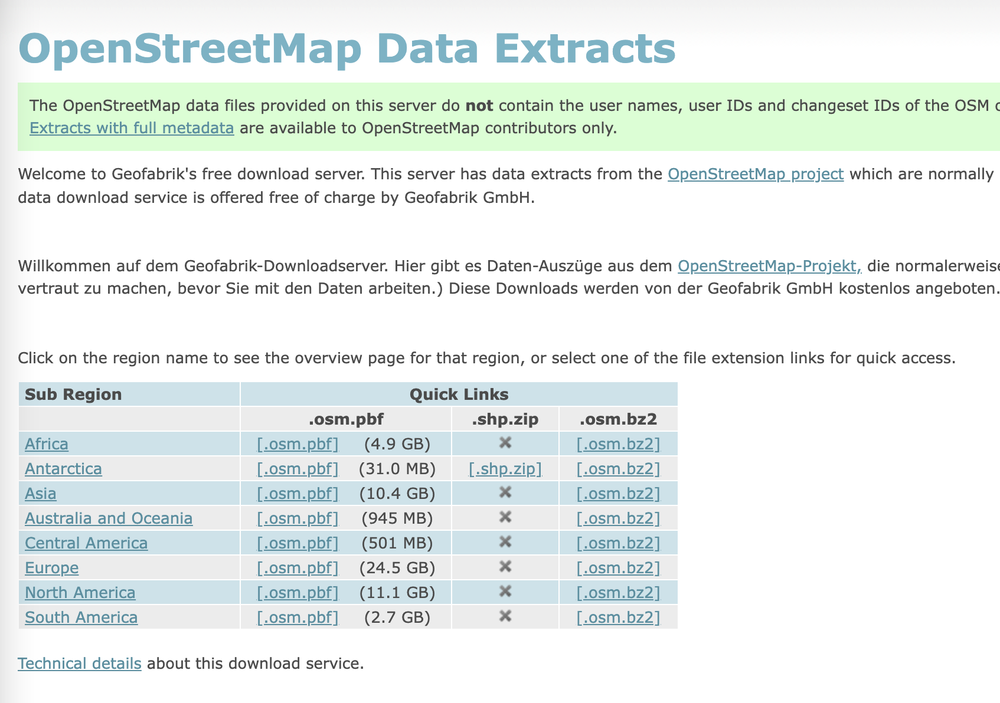 OpenStreetMap Data Extracts
The OpenStreetMap data files provided on this server do not contain the user names, user IDs and changeset IDs of the OSM
Extracts with full metadata are available to OpenStreetMap contributors only.
Welcome to Geofabrik's free download server. This server has data extracts from the OpenStreetMap project which are normally
data download service is offered free of charge by Geofabrik GmbH.
Willkommen auf dem Geofabrik-Downloadserver. Hier gibt es Daten-Auszüge aus dem OpenStreetMap-Projekt, die normalerweise
vertraut zu machen, bevor Sie mit den Daten arbeiten.) Diese Downloads werden von der Geofabrik GmbH kostenlos angeboten.
Click on the region name to see the overview page for that region, or select one of the file extension links for quick access.
Sub Region Quick Links
.osm.pbf .shp.zip .osm.bz2
Africa [.osm.pbf] (4.9 GB) ✖ [.osm.bz2]
Antarctica [.osm.pbf] (31.0 MB) [.shp.zip] [.osm.bz2]
Asia [.osm.pbf] (10.4 GB) ✖ [.osm.bz2]
Australia and Oceania [.osm.pbf] (945 MB) ✖ [.osm.bz2]
Central America [.osm.pbf] (501 MB) ✖ [.osm.bz2]
Europe [.osm.pbf] (24.5 GB) ✖ [.osm.bz2]
North America [.osm.pbf] (11.1 GB) ✖ [.osm.bz2]
South America [.osm.pbf] (2.7 GB) ✖ [.osm.bz2]
Technical details about this download service.